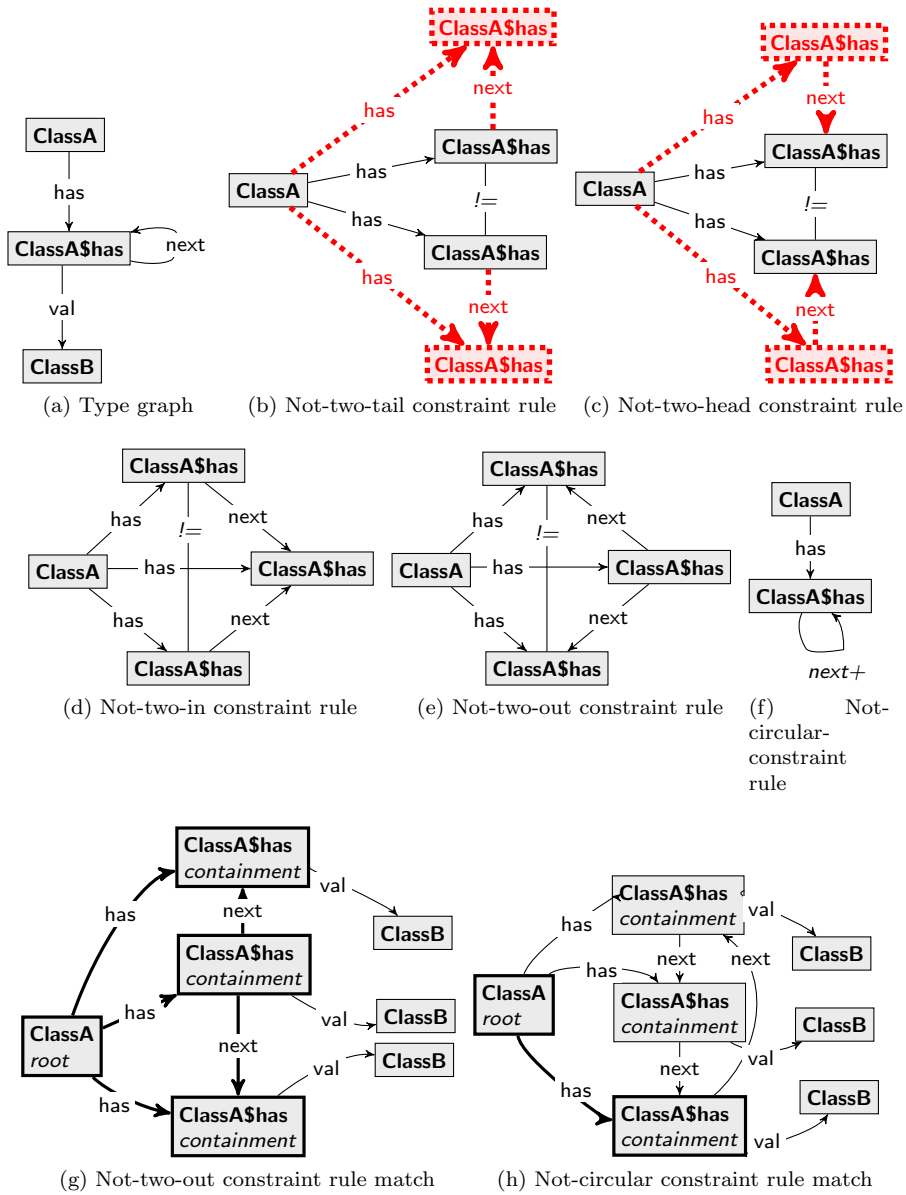 ClassA
has
ClassA$has
next
val
ClassB
(a) Type graph
ClassA$has
has
next
ClassA$has
has
ClassA
!=
has
ClassA$has
has
next
ClassA$has
(b) Not-two-tail constraint rule
ClassA$has
has
next
ClassA$has
has
ClassA
!=
has
ClassA$has
has
next
ClassA$has
(c) Not-two-head constraint rule
ClassA$has
has
!=
next
ClassA
has
ClassA$has
has
next
ClassA$has
(d) Not-two-in constraint rule
ClassA$has
has
!=
next
ClassA
has
ClassA$has
has
next
ClassA$has
(e) Not-two-out constraint rule
ClassA
has
ClassA$has
next+
(f) Not-
circular-
constraint
rule
ClassA$has
containment
val
has
next
ClassB
ClassA$has
containment
has
ClassA
root
val
ClassB
next
ClassB
val
has
ClassA$has
containment
(g) Not-two-out constraint rule match
ClassA$has
containment
val
has
ClassB
next
next
has
ClassA
root
ClassA$has
containment
ClassB
val
next
has
ClassB
ClassA$has
containment
val
(h) Not-circular constraint rule match